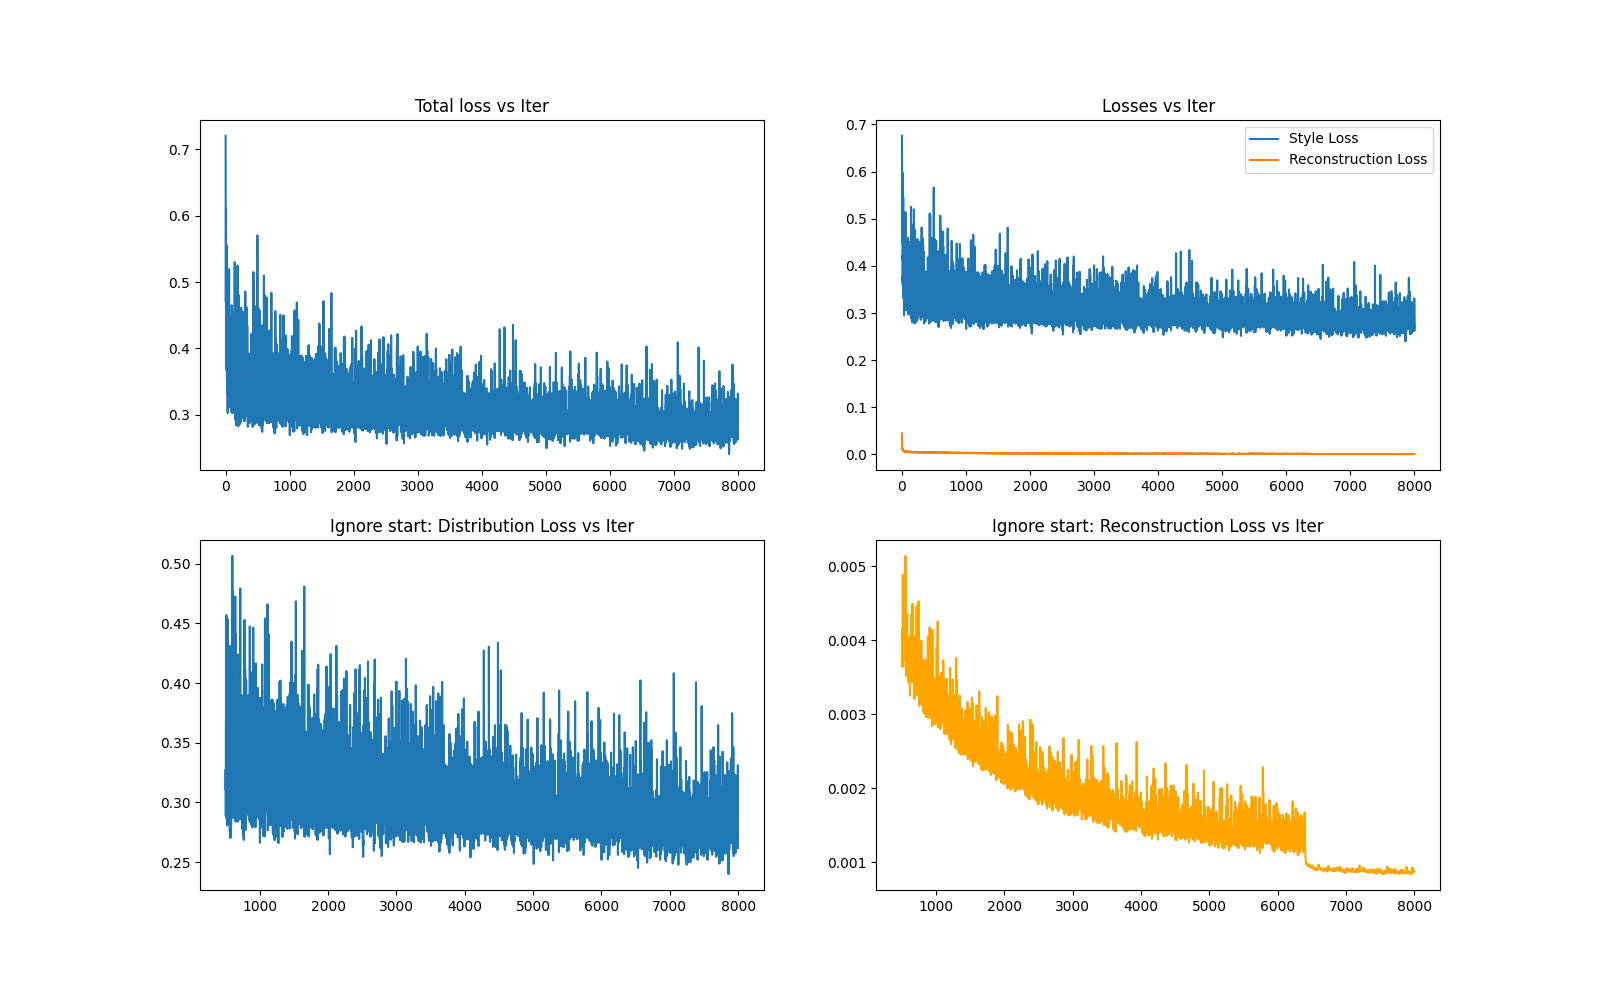 Total loss vs Iter
0.7
0.6
0.5
0.4
0.3
0 1000 2000 3000 4000 5000 6000 7000 8000
Losses vs Iter
Style Loss
Reconstruction Loss
0.7
0.6
0.5
0.4
0.3
0.2
0.1
0.0
0 1000 2000 3000 4000 5000 6000 7000 8000
Ignore start: Distribution Loss vs Iter
0.50
0.45
0.40
0.35
0.30
0.25
1000 2000 3000 4000 5000 6000 7000 8000
Ignore start: Reconstruction Loss vs Iter
0.005
0.004
0.003
0.002
0.001
1000 2000 3000 4000 5000 6000 7000 8000